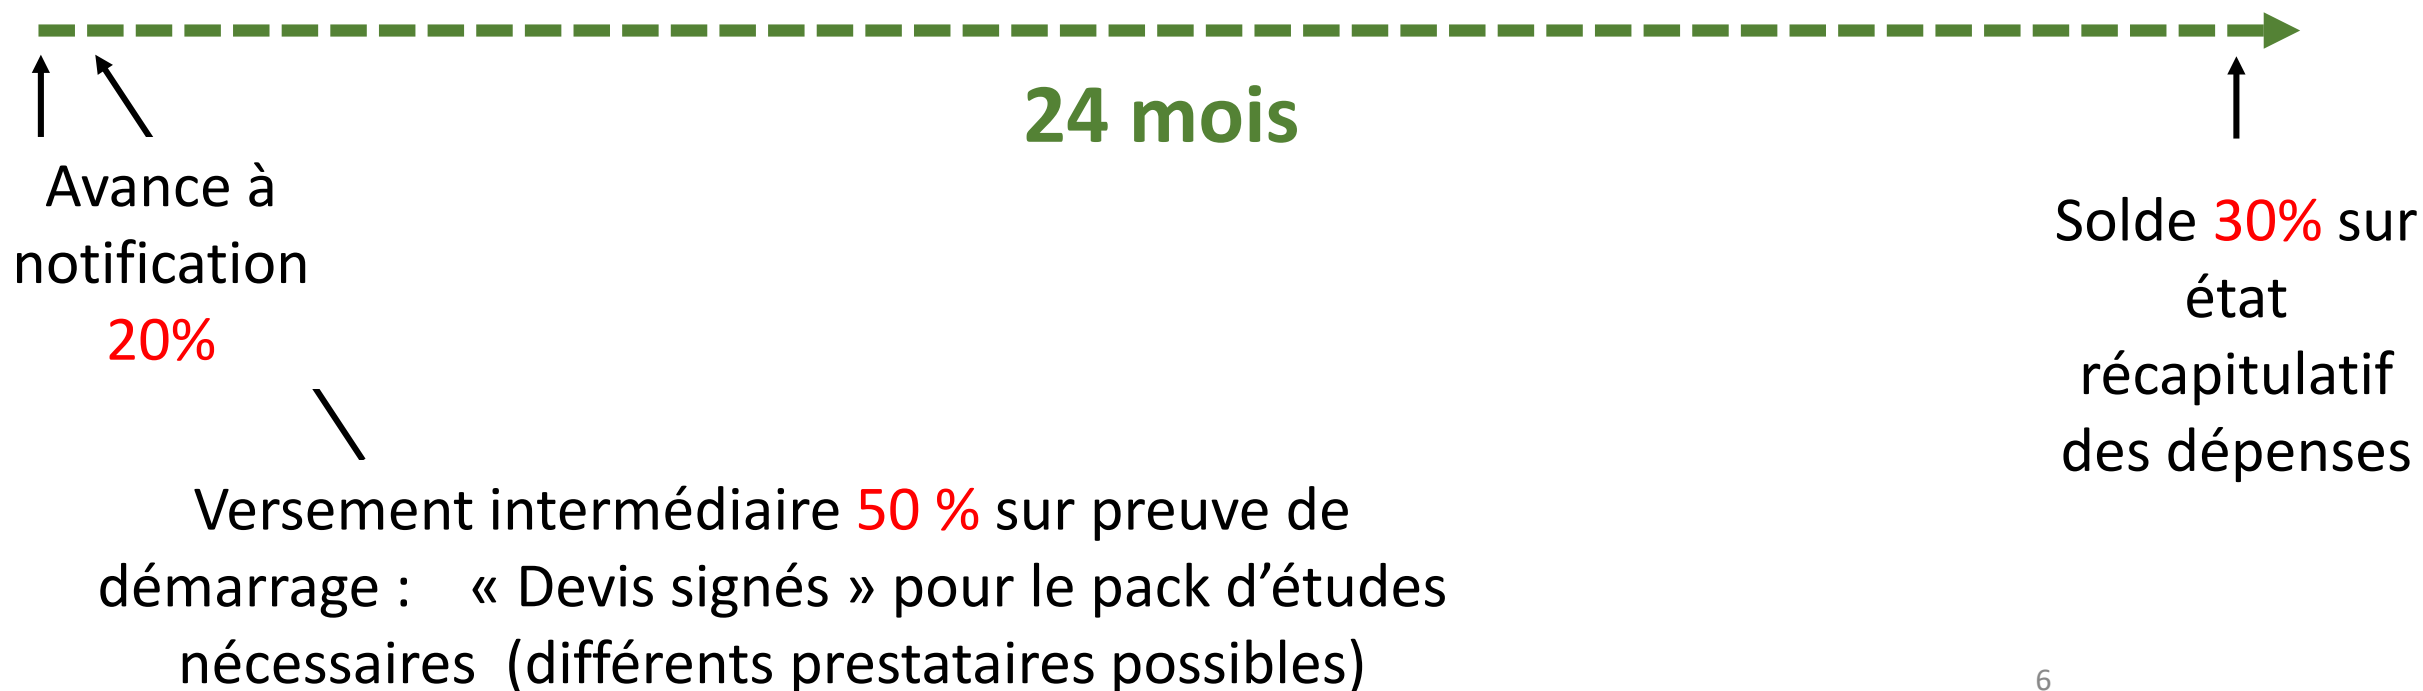 24 mois
Avance à
notification
20%
Solde 30% sur
état
récapitulatif
des dépenses
Versement intermédiaire 50 % sur preuve de
démarrage :    « Devis signés » pour le pack d’études
nécessaires  (différents prestataires possibles)
6